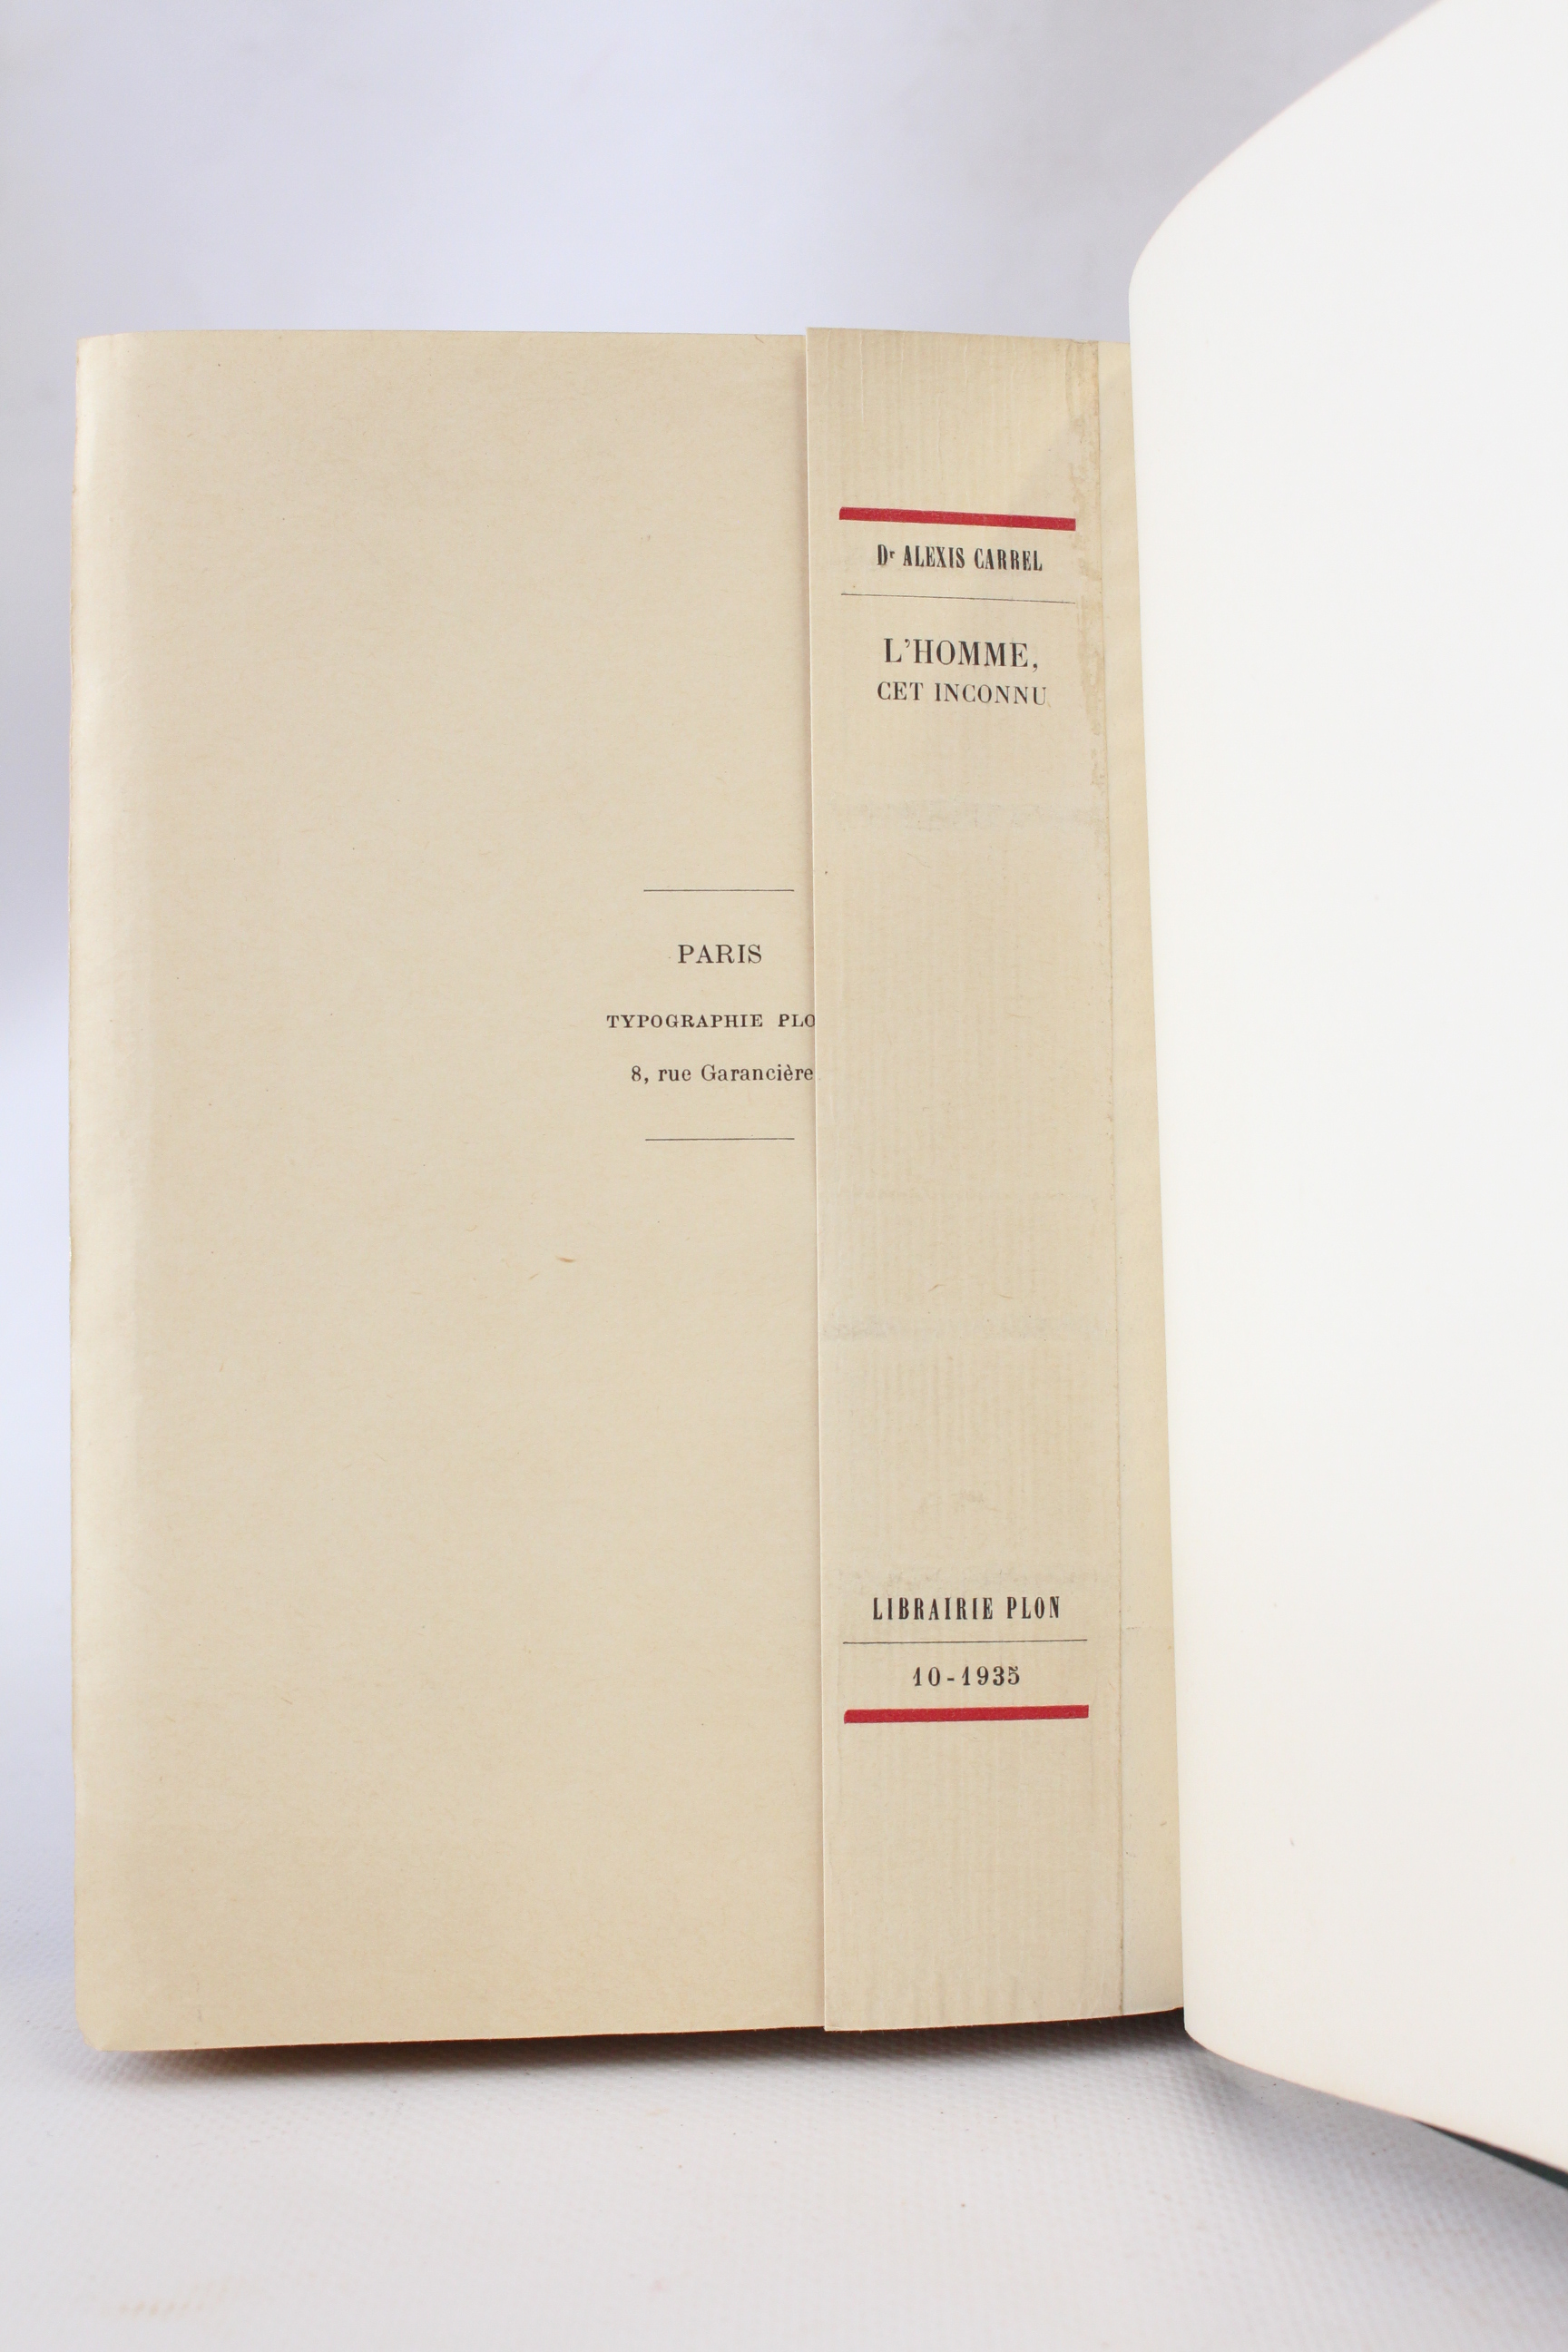 PARIS
TYPOGRAPHIE PLO
8, rue Garancière
Dr ALEXIS CARREL
L'HOMME,
CET INCONNU
LIBRAIRIE PLON
10-1935